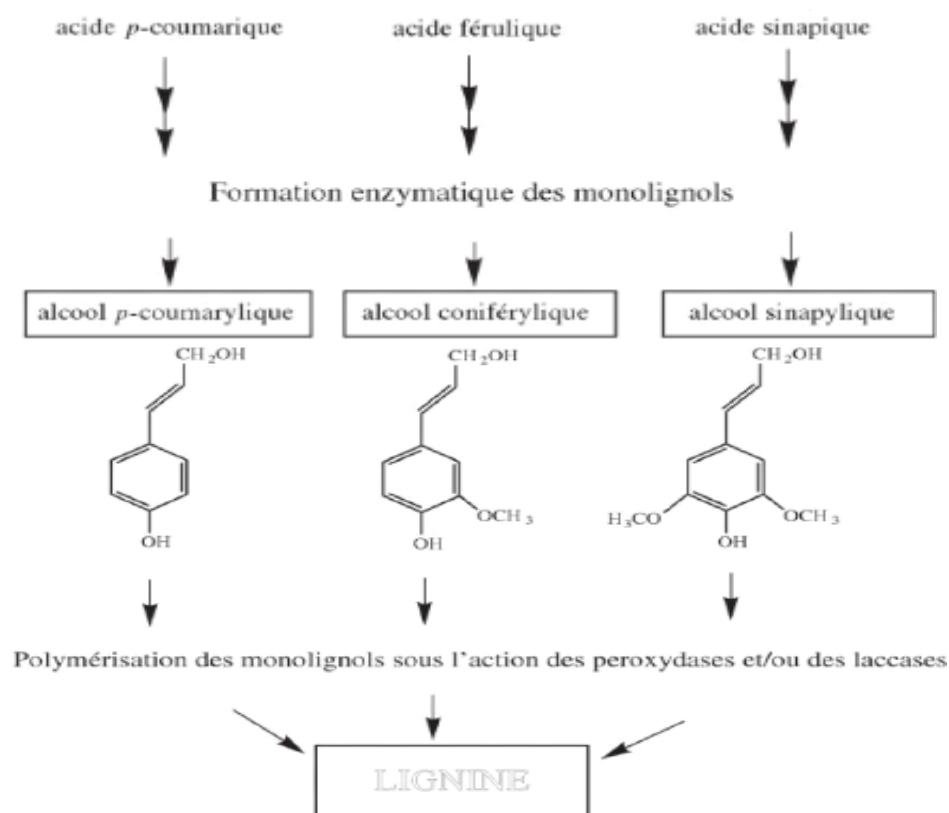 acide p-coumarique acide férulique acide sinapique
Formation enzymatique des monolignols
alcool p-coumarylique alcool coniférylique alcool sinapylique
CH₂OH CH₂OH CH₂OH
OCH₃ H₃CO OCH₃
OH OH OH
Polymérisation des monolignols sous l'action des peroxydases et/ou des laccases
LIGNINE